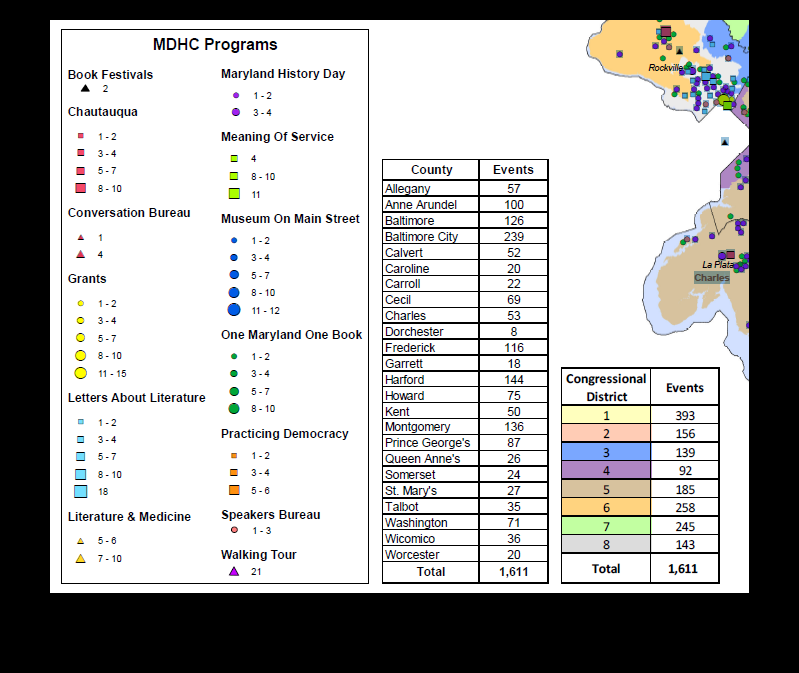 MDHC Programs
Book Festivals
2
Chautauqua
1 - 2
3 - 4
5 - 7
8 - 10
Conversation Bureau
1
4
Grants
1 - 2
3 - 4
5 - 7
8 - 10
11 - 15
Letters About Literature
1 - 2
3 - 4
5 - 7
8 - 10
18
Literature & Medicine
5 - 6
7 - 10
Maryland History Day
1 - 2
3 - 4
Meaning Of Service
4
8 - 10
11
Museum On Main Street
1 - 2
3 - 4
5 - 7
8 - 10
11 - 12
One Maryland One Book
1 - 2
3 - 4
5 - 7
8 - 10
Practicing Democracy
1 - 2
3 - 4
5 - 6
Speakers Bureau
1 - 3
Walking Tour
21
County Events
Allegany 57
Anne Arundel 100
Baltimore 126
Baltimore City 239
Calvert 52
Caroline 20
Carroll 22
Cecil 69
Charles 53
Dorchester 8
Frederick 116
Garrett 18
Harford 144
Howard 75
Kent 50
Montgomery 136
Prince George's 87
Queen Anne's 26
Somerset 24
St. Mary's 27
Talbot 35
Washington 71
Wicomico 36
Worcester 20
Total 1,611
Rockville
La Plata
Charles
Congressional District Events
1 393
2 156
3 139
4 92
5 185
6 258
7 245
8 143
Total 1,611